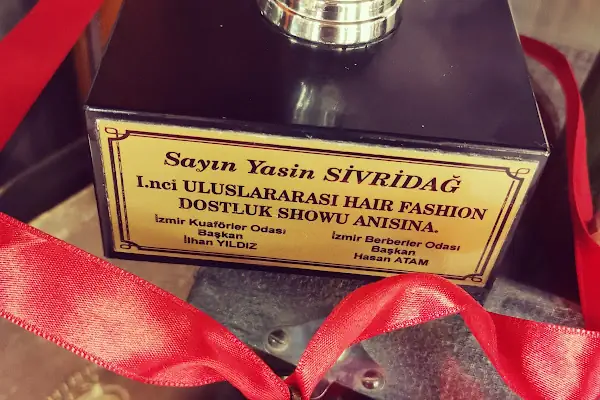 Sayın Yasin SİVRİDAĞ
I.nci ULUSLARARASI HAIR FASHION
DOSTLUK SHOWU ANISINA.
İzmir Kuaförler Odası
Başkan
İlhan YILDIZ
İzmir Berberler Odası
Başkan
Hasan ATAM